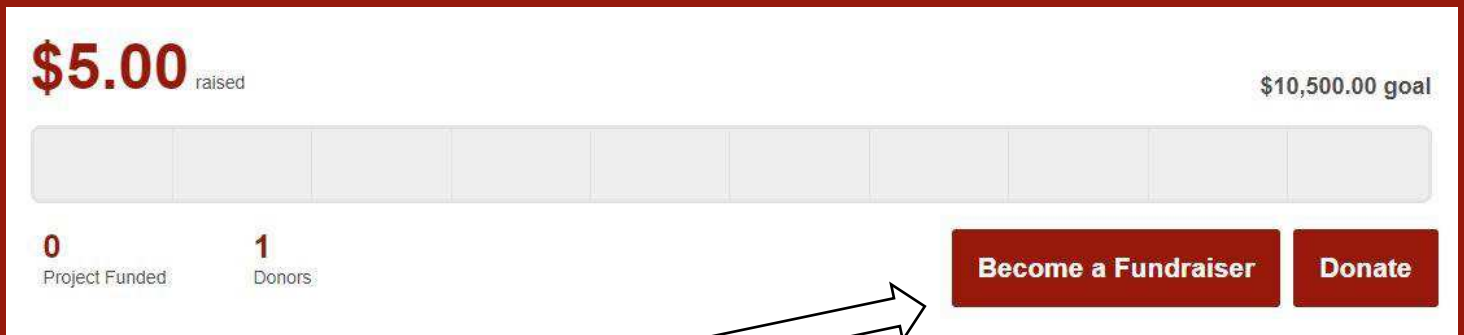 $5.00 raised
$10,500.00 goal
0
Project Funded
1
Donors
Become a Fundraiser
Donate